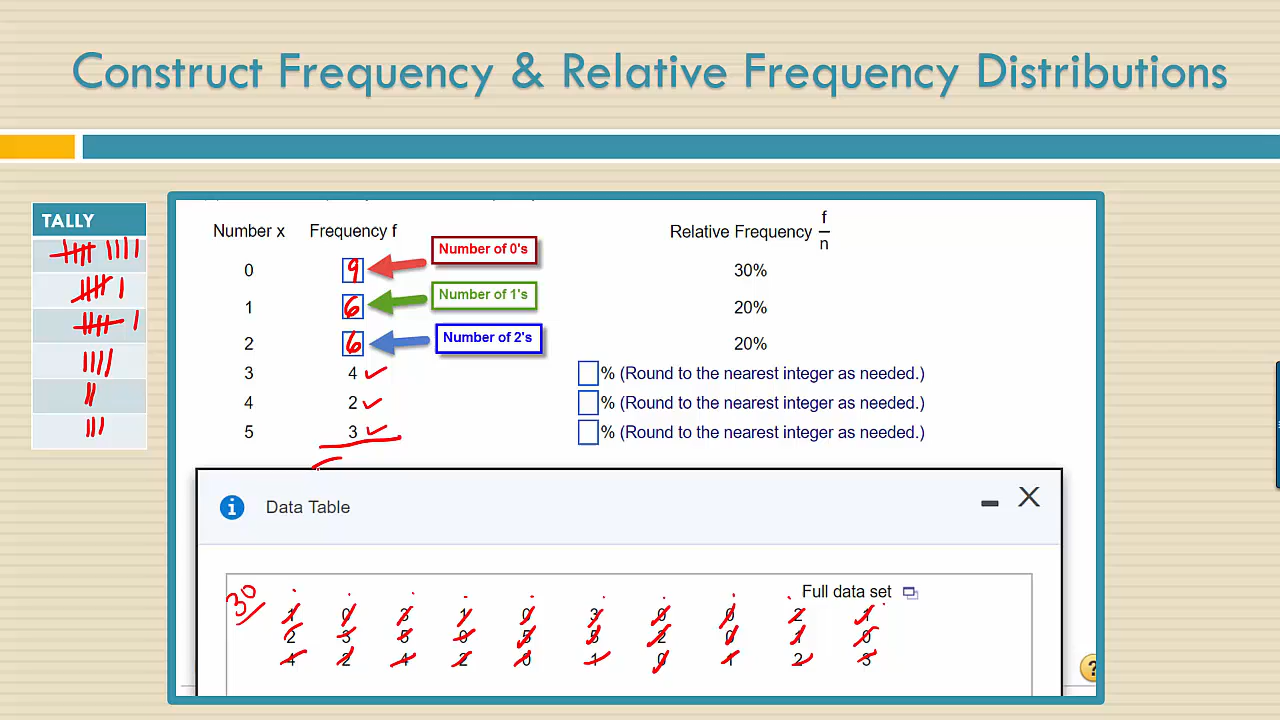 Construct Frequency & Relative Frequency Distributions
TALLY
Number x Frequency f Relative Frequency f/n
0 9 Number of 0's 30%
1 6 Number of 1's 20%
2 6 Number of 2's 20%
3 4 % (Round to the nearest integer as needed.)
4 2 % (Round to the nearest integer as needed.)
5 3 % (Round to the nearest integer as needed.)
i Data Table
Full data set
30 1 0 3 1 0 3 0 0 2 1
2 3 5 0 5 5 2 0 1 0
4 2 4 2 0 1 0 1 2 3
?